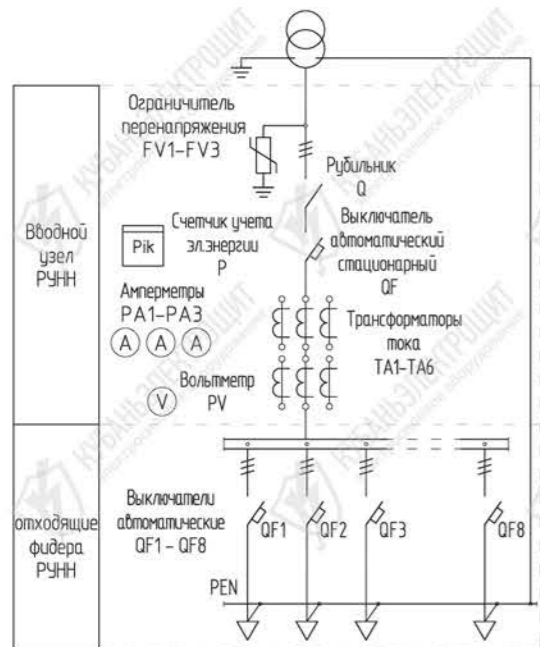 Ограничитель
перенапряжения
FV1-FV3
Рубильник
Q
Вводной
узел
РУНН
Pik
Счетчик учета
эл.энергии
P
Выключатель
автоматический
стационарный
QF
Амперметры
PA1-PA3
A A A
Трансформаторы
тока
TA1-TA6
Вольтметр
PV
V
отходящие
фидера
РУНН
Выключатели
автоматические
QF1 - QF8
QF1 QF2 QF3 QF8
PEN
КУБАНЬЭЛЕКТРОЩИТ